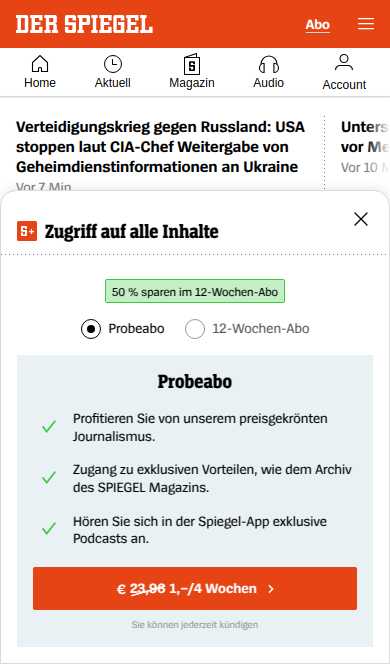 DER SPIEGEL
Abo
Home
Aktuell
Magazin
Audio
Account
Verteidigungskrieg gegen Russland: USA
stoppen laut CIA-Chef Weitergabe von
Geheimdienstinformationen an Ukraine
Vor 7 Min
Unters
vor Me
Vor 10 M
S+ Zugriff auf alle Inhalte
50 % sparen im 12-Wochen-Abo
Probeabo
12-Wochen-Abo
Probeabo
Profitieren Sie von unserem preisgekrönten
Journalismus.
Zugang zu exklusiven Vorteilen, wie dem Archiv
des SPIEGEL Magazins.
Hören Sie sich in der Spiegel-App exklusive
Podcasts an.
€ 23,96 1,–/4 Wochen
Sie können jederzeit kündigen